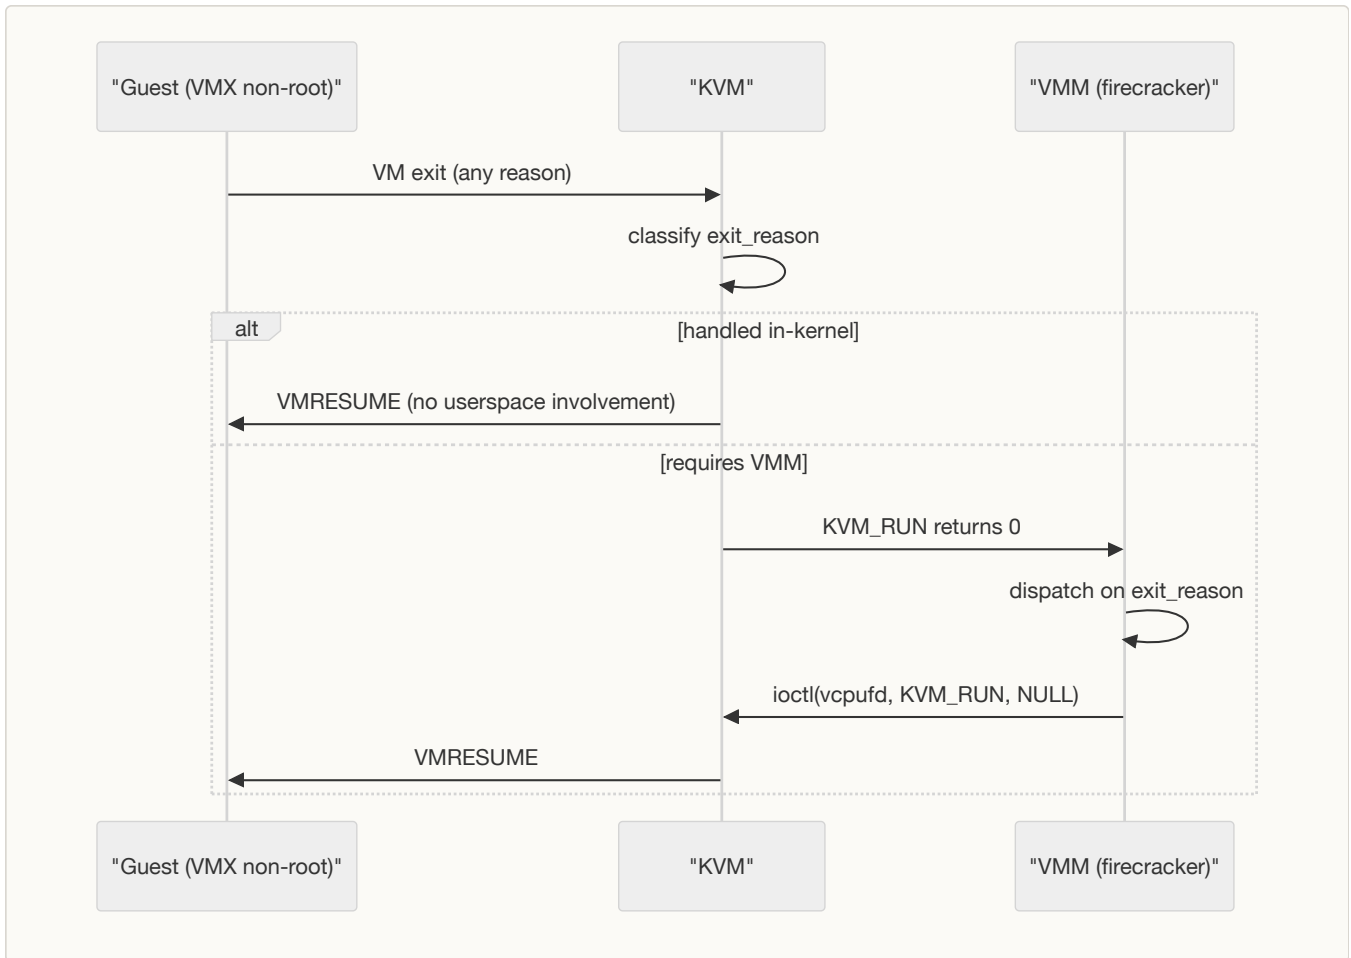 "Guest (VMX non-root)"
"KVM"
"VMM (firecracker)"
VM exit (any reason)
classify exit_reason
alt
[handled in-kernel]
VMRESUME (no userspace involvement)
[requires VMM]
KVM_RUN returns 0
dispatch on exit_reason
ioctl(vcpufd, KVM_RUN, NULL)
VMRESUME
"Guest (VMX non-root)"
"KVM"
"VMM (firecracker)"